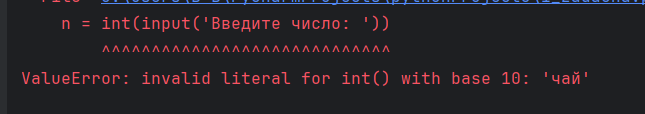 n = int(input('Введите число: '))
^^^^^^^^^^^^^^^^^^^^^^^^^^^^^
ValueError: invalid literal for int() with base 10: 'чай'